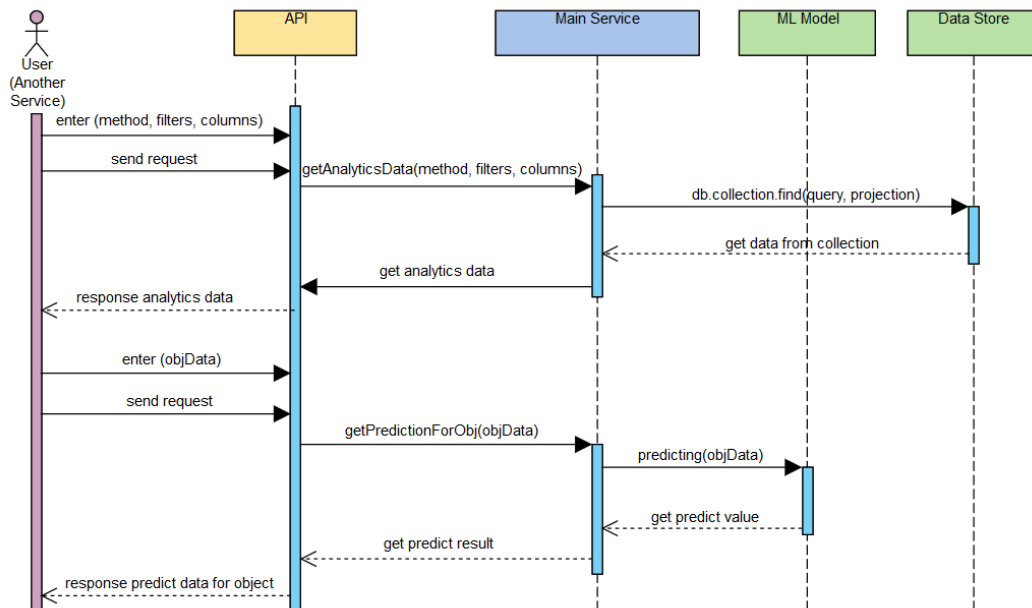 API
Main Service
ML Model
Data Store
User
(Another
Service)
enter (method, filters, columns)
send request
getAnalyticsData(method, filters, columns)
db.collection.find(query, projection)
get data from collection
get analytics data
response analytics data
enter (objData)
send request
getPredictionForObj(objData)
predicting(objData)
get predict value
get predict result
response predict data for object